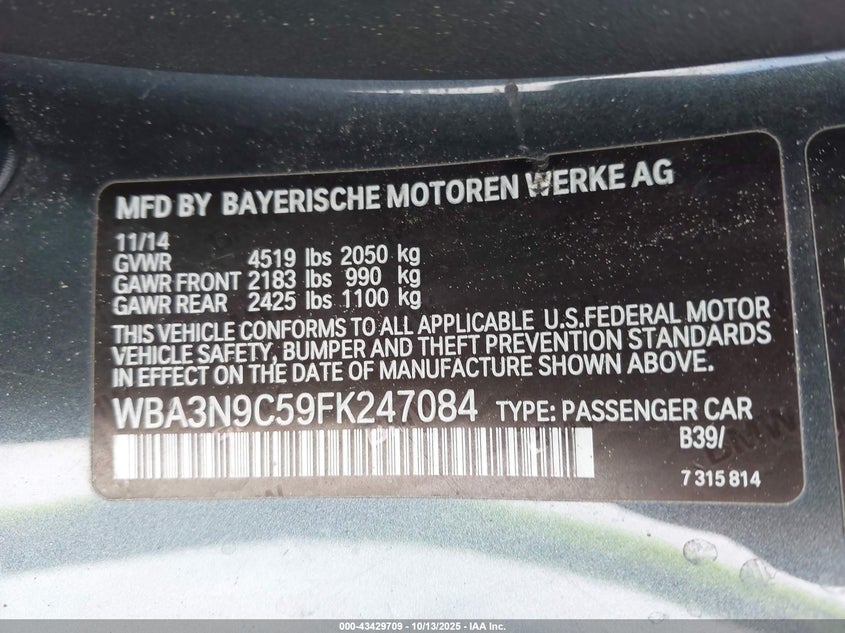 MFD BY BAYERISCHE MOTOREN WERKE AG
11/14
GVWR 4519 lbs 2050 kg
GAWR FRONT 2183 lbs 990 kg
GAWR REAR 2425 lbs 1100 kg
THIS VEHICLE CONFORMS TO ALL APPLICABLE U.S.FEDERAL MOTOR
VEHICLE SAFETY, BUMPER AND THEFT PREVENTION STANDARDS
IN EFFECT ON THE DATE OF MANUFACTURE SHOWN ABOVE.
WBA3N9C59FK247084 TYPE: PASSENGER CAR
B39/
7 315 814
000-43429709 - 10/13/2025 - IAA Inc.